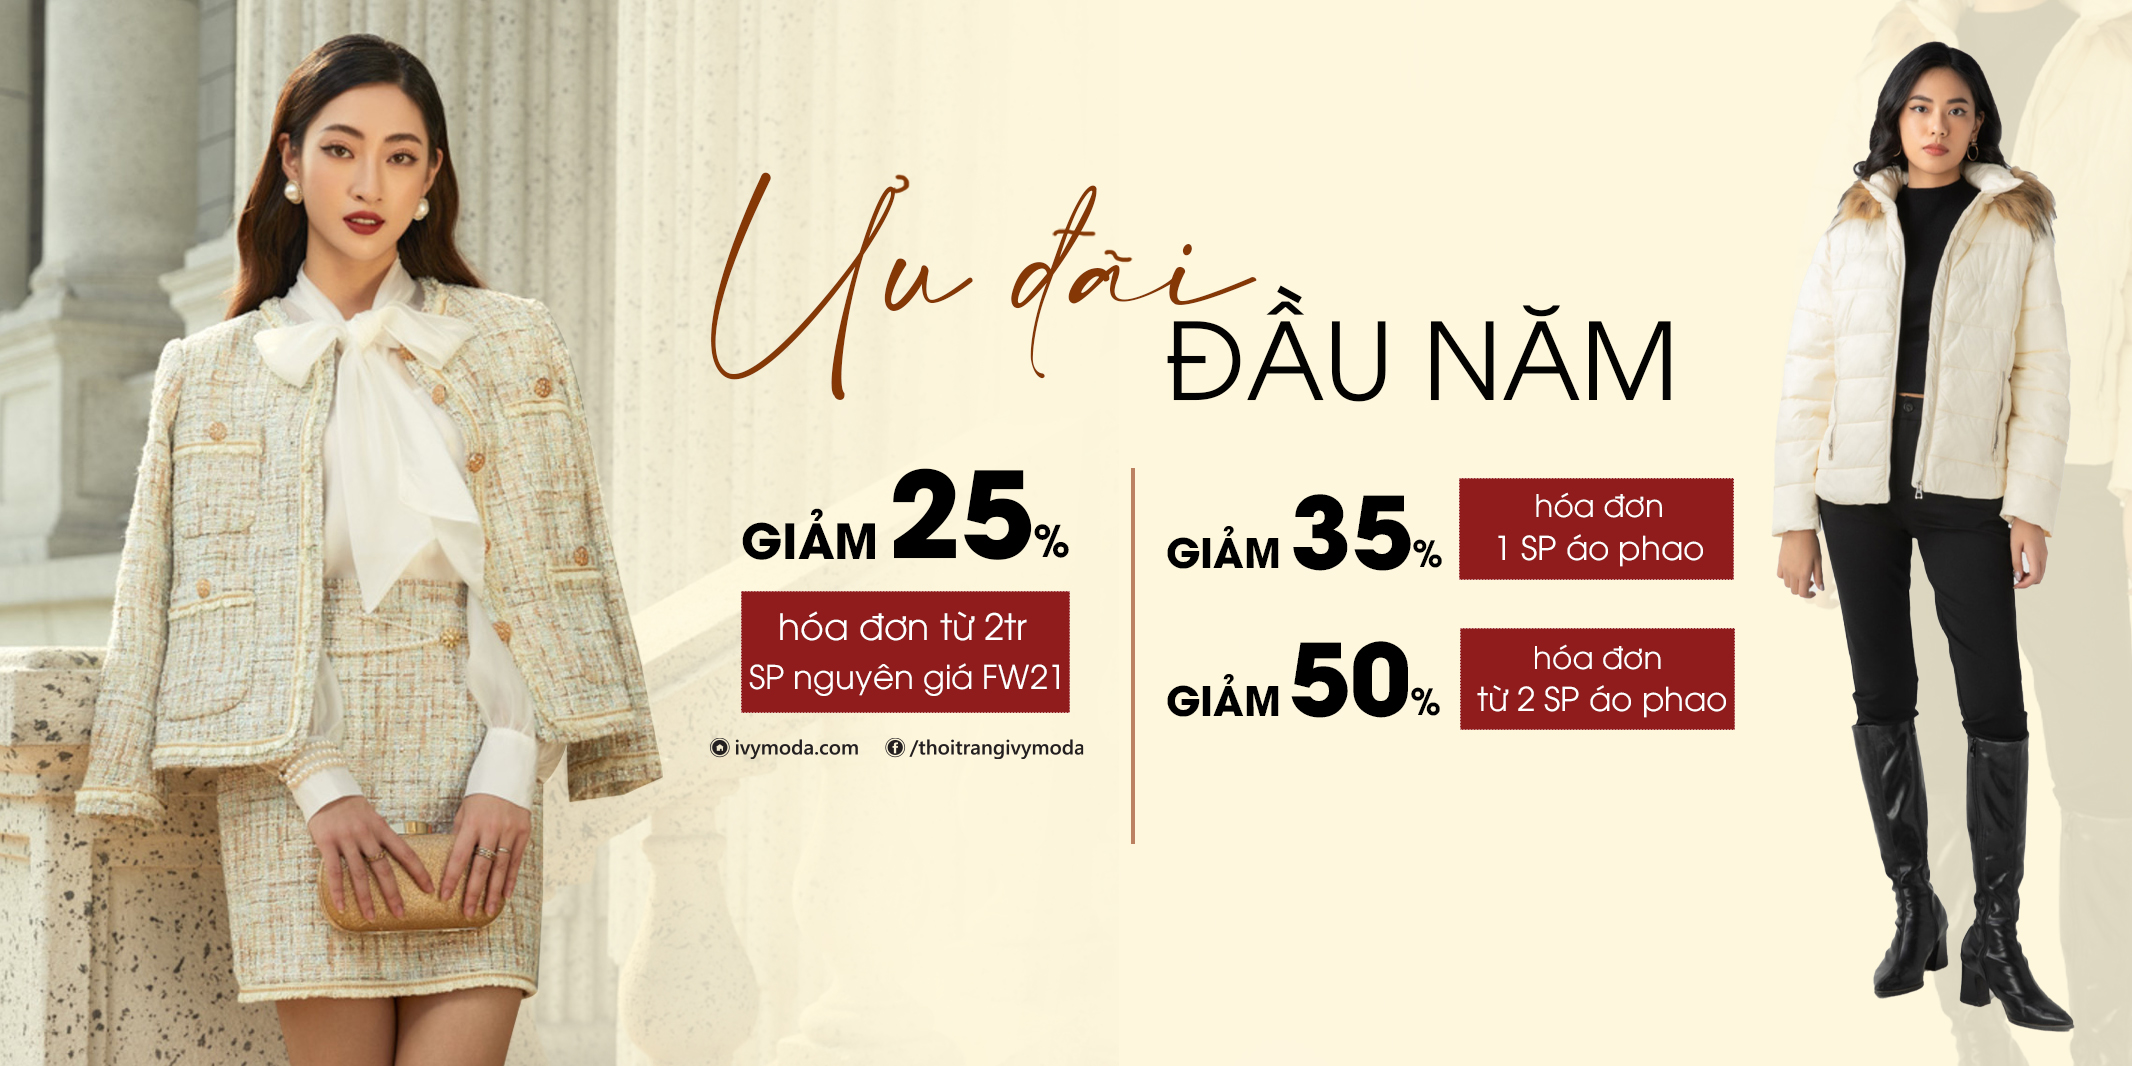 Ưu đãi
ĐẦU NĂM
GIẢM 25%
hóa đơn từ 2tr
SP nguyên giá FW21
ivymoda.com
/thoitrangivymoda
GIẢM 35%
hóa đơn
1 SP áo phao
GIẢM 50%
hóa đơn
từ 2 SP áo phao